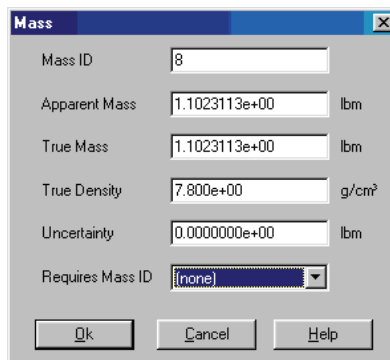 Mass
Mass ID 8
Apparent Mass 1.1023113e+00 lbm
True Mass 1.1023113e+00 lbm
True Density 7.800e+00 g/cm³
Uncertainty 0.0000000e+00 lbm
Requires Mass ID (none)
Ok Cancel Help